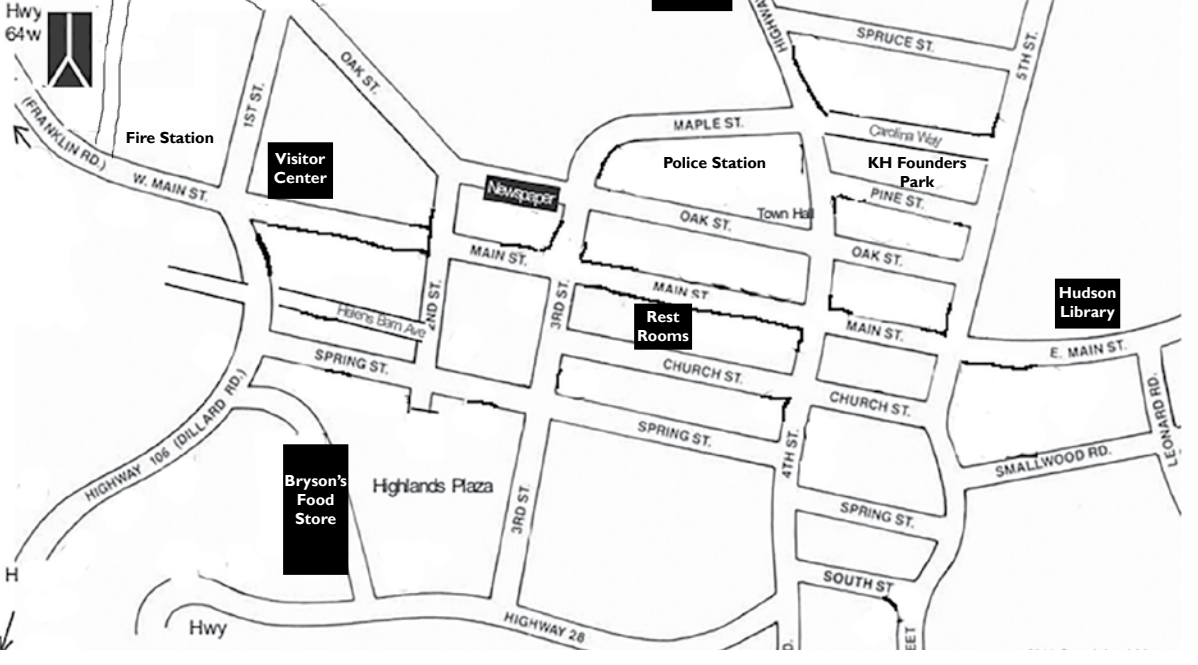 Hwy
64w
(FRANKLIN RD.)
Fire Station
1ST ST.
OAK ST.
Visitor
Center
W. MAIN ST.
Newspaper
MAPLE ST.
Police Station
HIGHWAY
SPRUCE ST.
5TH ST.
Carolina Way
KH Founders
Park
PINE ST.
Town Hall
OAK ST.
OAK ST.
MAIN ST.
MAIN ST.
MAIN ST.
Hudson
Library
E. MAIN ST.
2ND ST.
3RD ST.
Rest
Rooms
Helens Barn Ave
SPRING ST.
CHURCH ST.
CHURCH ST.
HIGHWAY 106 (DILLARD RD.)
SPRING ST.
4TH ST.
SMALLWOOD RD.
LEONARD RD.
Bryson's
Food
Store
Highlands Plaza
3RD ST.
SPRING ST.
SOUTH ST
H
Hwy
HIGHWAY 28
D.
EET